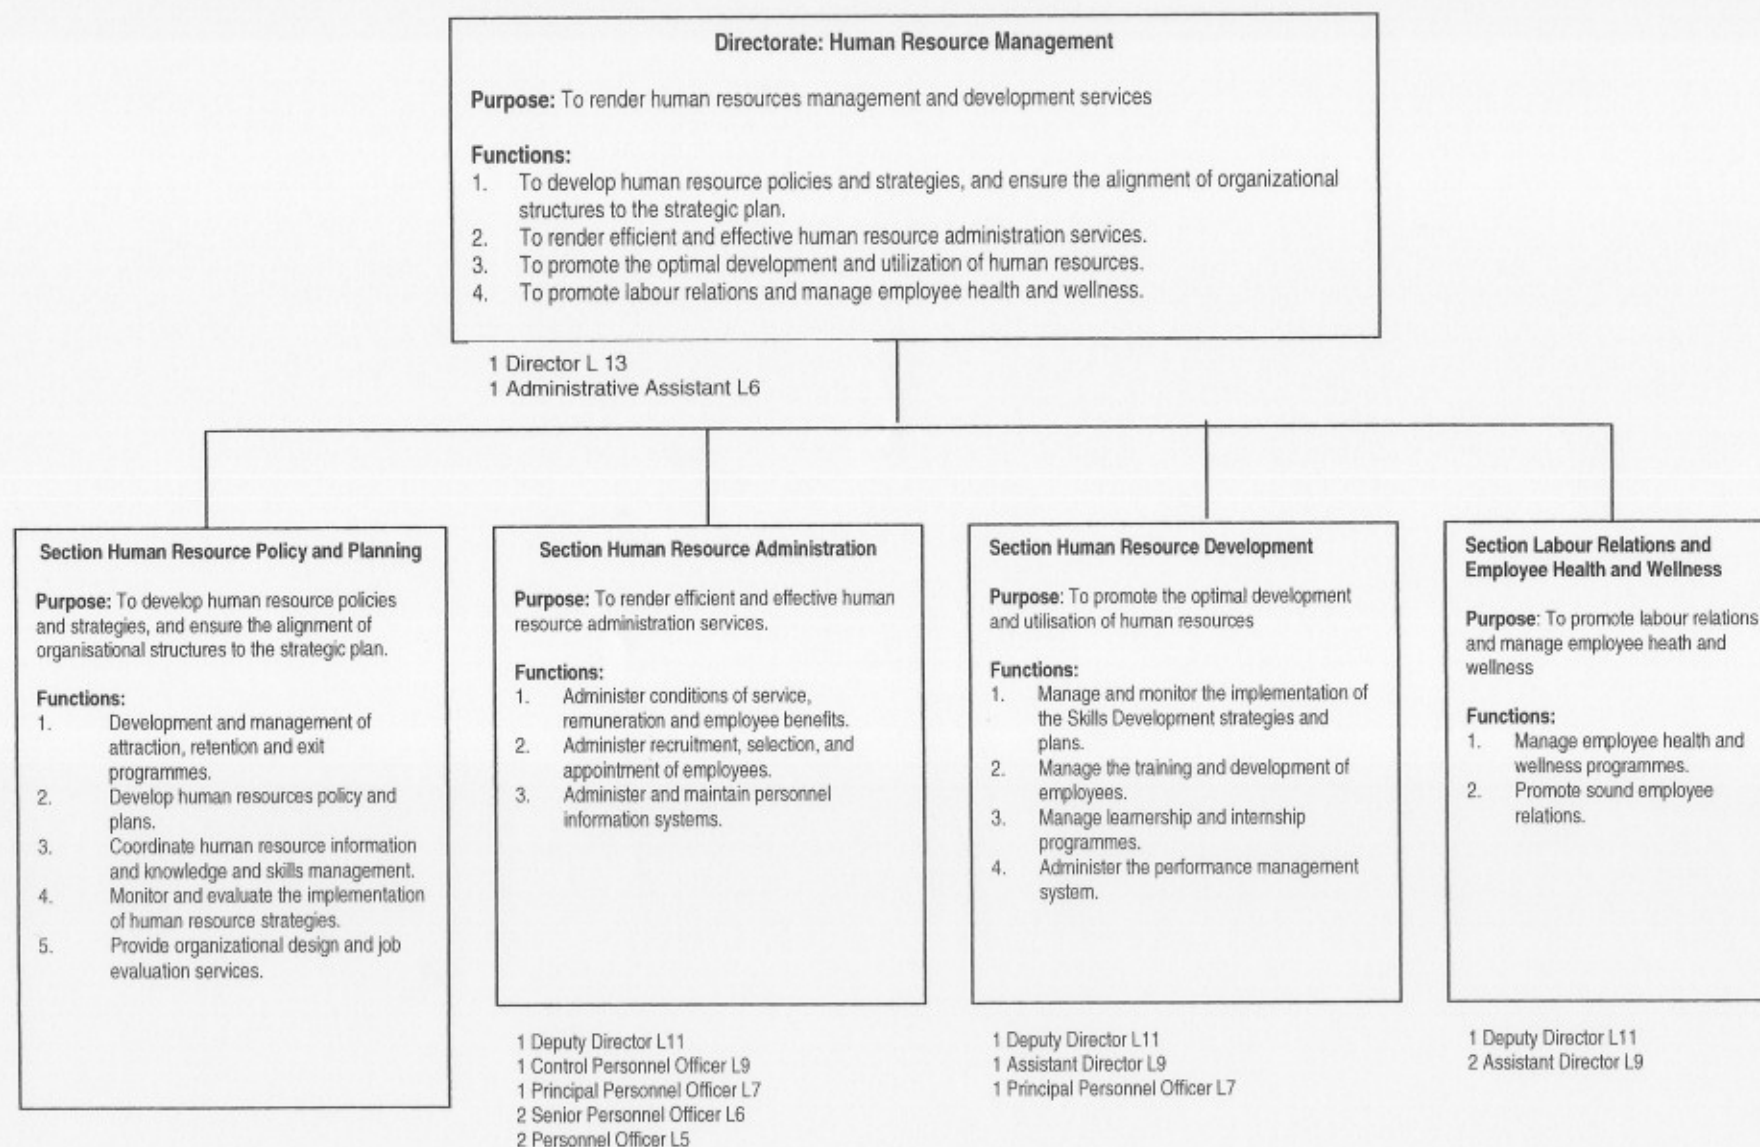 Directorate: Human Resource Management
Purpose: To render human resources management and development services
Functions:
1. To develop human resource policies and strategies, and ensure the alignment of organizational
structures to the strategic plan.
2. To render efficient and effective human resource administration services.
3. To promote the optimal development and utilization of human resources.
4. To promote labour relations and manage employee health and wellness.
1 Director L 13
1 Administrative Assistant L6
Section Human Resource Policy and Planning
Purpose: To develop human resource policies
and strategies, and ensure the alignment of
organisational structures to the strategic plan.
Functions:
1. Development and management of
attraction, retention and exit
programmes.
2. Develop human resources policy and
plans.
3. Coordinate human resource information
and knowledge and skills management.
4. Monitor and evaluate the implementation
of human resource strategies.
5. Provide organizational design and job
evaluation services.
Section Human Resource Administration
Purpose: To render efficient and effective human
resource administration services.
Functions:
1. Administer conditions of service,
remuneration and employee benefits.
2. Administer recruitment, selection, and
appointment of employees.
3. Administer and maintain personnel
information systems.
1 Deputy Director L11
1 Control Personnel Officer L9
1 Principal Personnel Officer L7
2 Senior Personnel Officer L6
2 Personnel Officer L5
Section Human Resource Development
Purpose: To promote the optimal development
and utilisation of human resources
Functions:
1. Manage and monitor the implementation of
the Skills Development strategies and
plans.
2. Manage the training and development of
employees.
3. Manage learnership and internship
programmes.
4. Administer the performance management
system.
1 Deputy Director L11
1 Assistant Director L9
1 Principal Personnel Officer L7
Section Labour Relations and
Employee Health and Wellness
Purpose: To promote labour relations
and manage employee heath and
wellness
Functions:
1. Manage employee health and
wellness programmes.
2. Promote sound employee
relations.
1 Deputy Director L11
2 Assistant Director L9